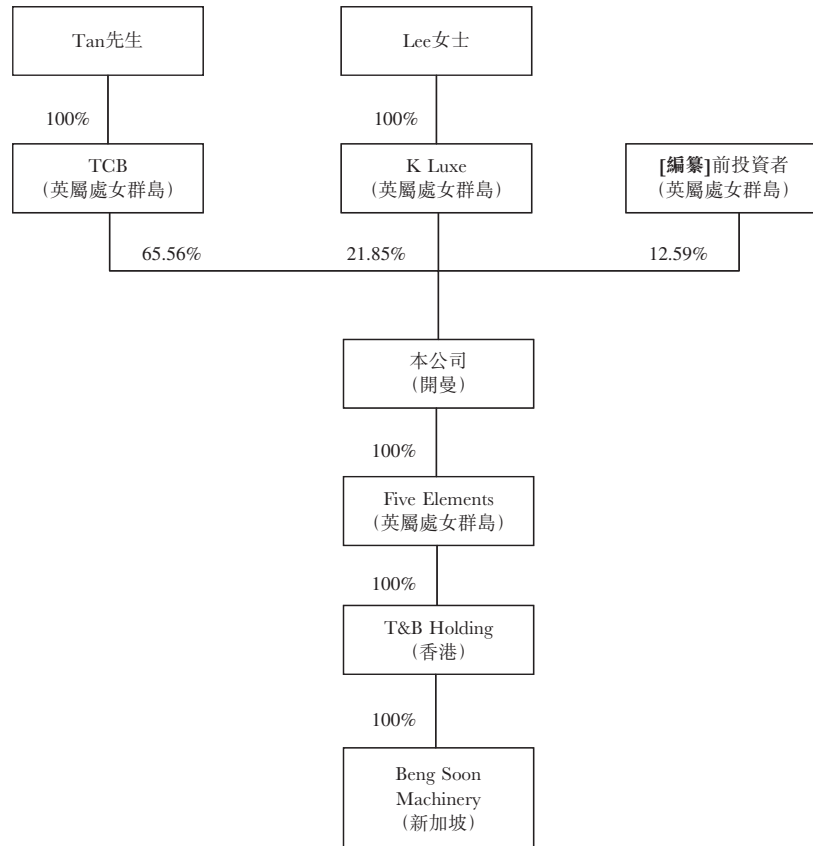 Tan先生
Lee女士
100%
100%
TCB
(英屬處女群島)
K Luxe
(英屬處女群島)
[編纂]前投資者
(英屬處女群島)
65.56%
21.85%
12.59%
本公司
(開曼)
100%
Five Elements
(英屬處女群島)
100%
T&B Holding
(香港)
100%
Beng Soon
Machinery
(新加坡)